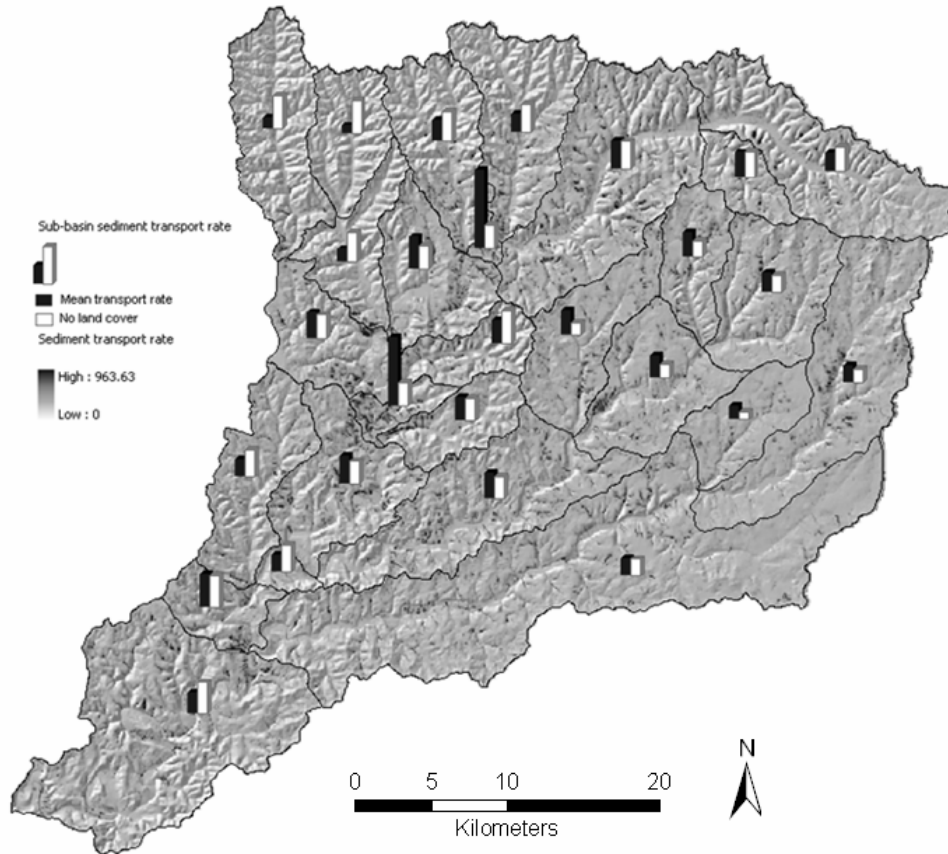 Sub-basin sediment transport rate
Mean transport rate
No land cover
Sediment transport rate
High : 963.63
Low : 0
0 5 10 20
Kilometers
N